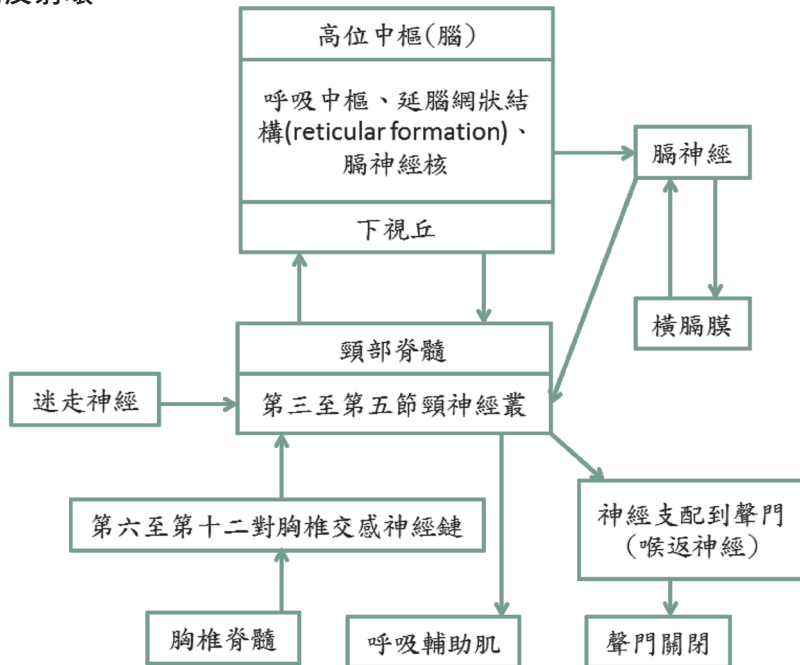 高位中樞(腦)
呼吸中樞、延腦網狀結
構(reticular formation)、
膈神經核
下視丘
膈神經
橫膈膜
頸部脊髓
第三至第五節頸神經叢
迷走神經
第六至第十二對胸椎交感神經鏈
神經支配到聲門
(喉返神經)
胸椎脊髓
呼吸輔助肌
聲門關閉